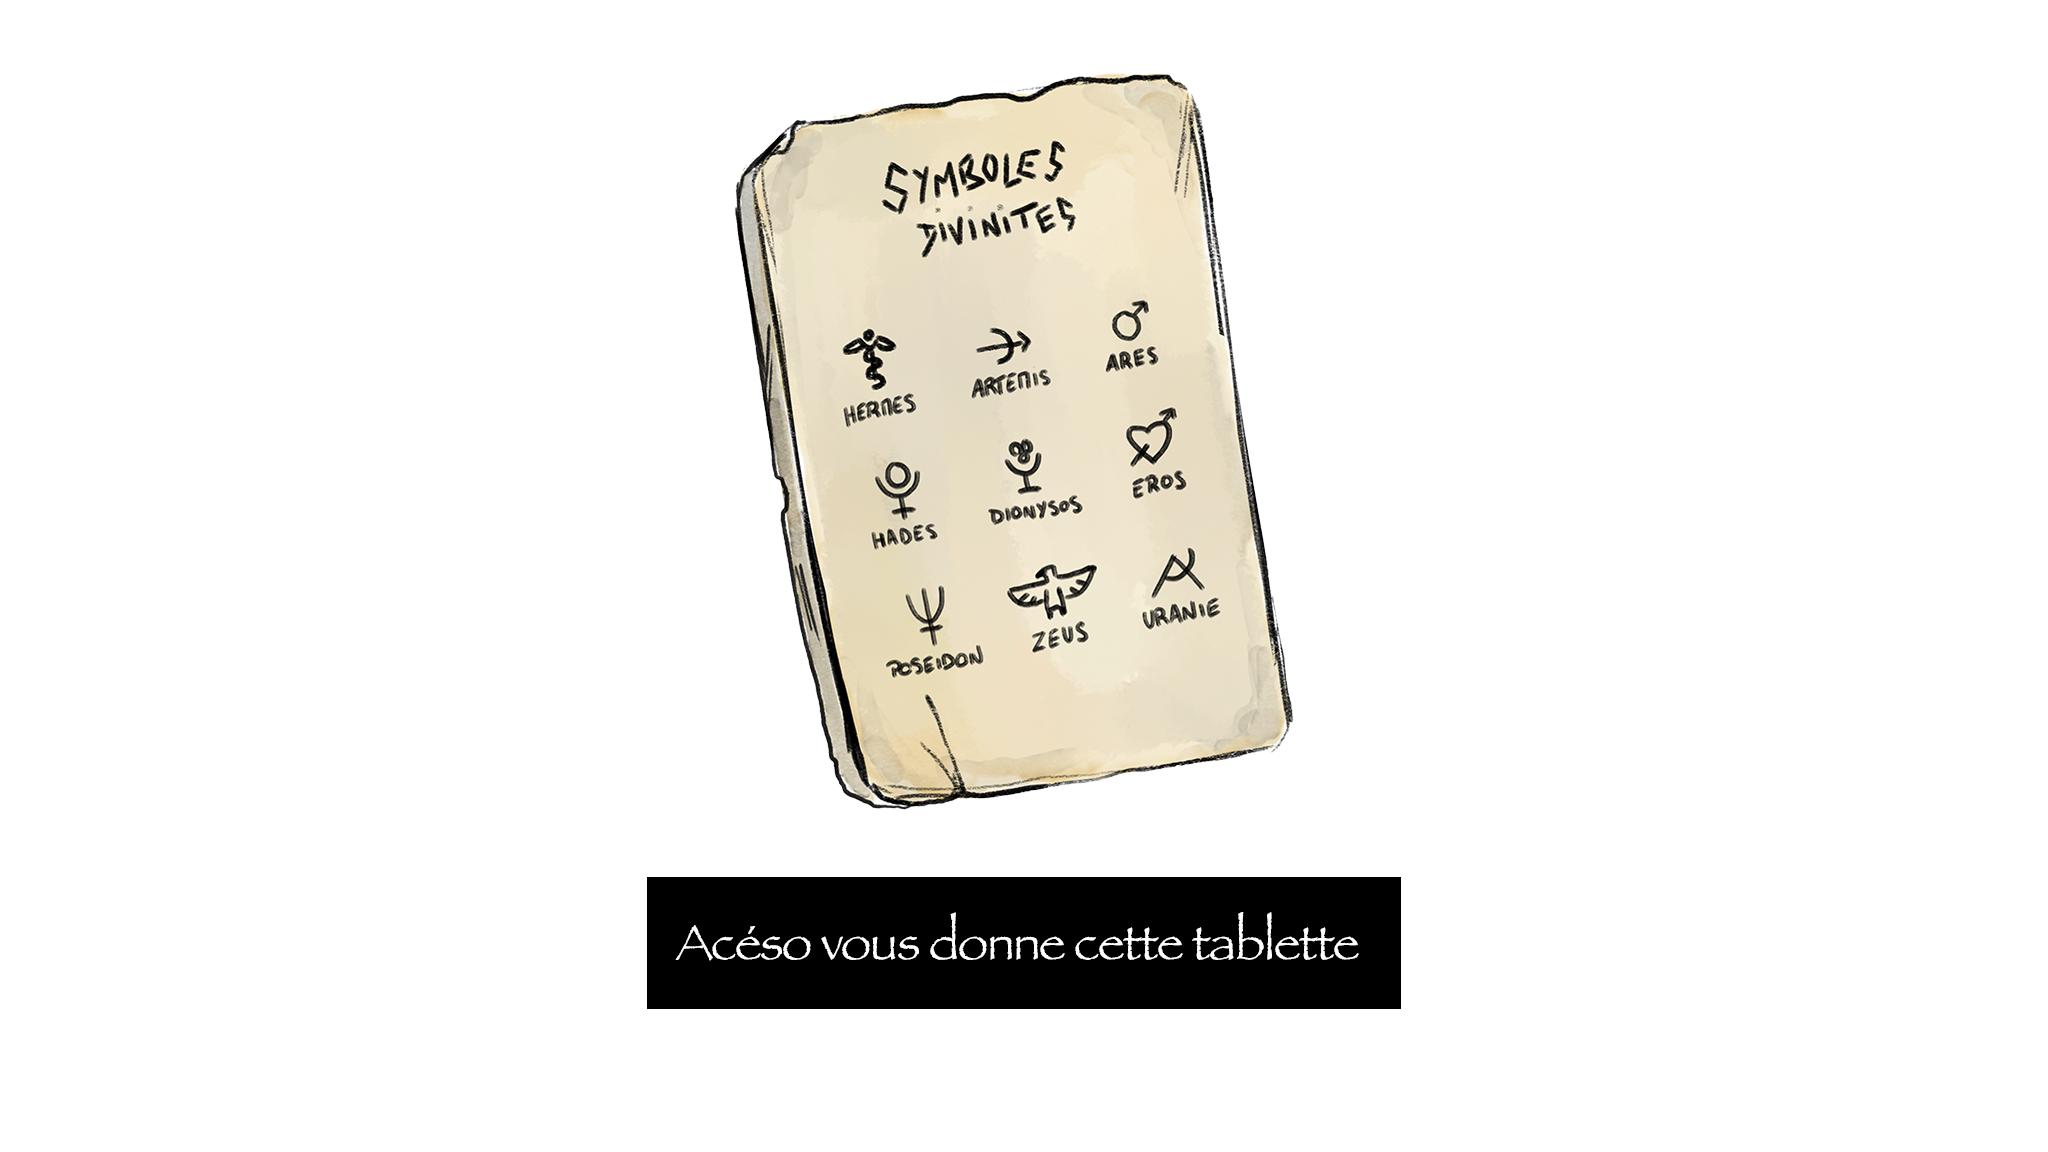 SYMBOLES
DIVINITES
HERMES ARTEMIS ARES
HADES DIONYSOS EROS
POSEIDON ZEUS URANIE
Acéso vous donne cette tablette